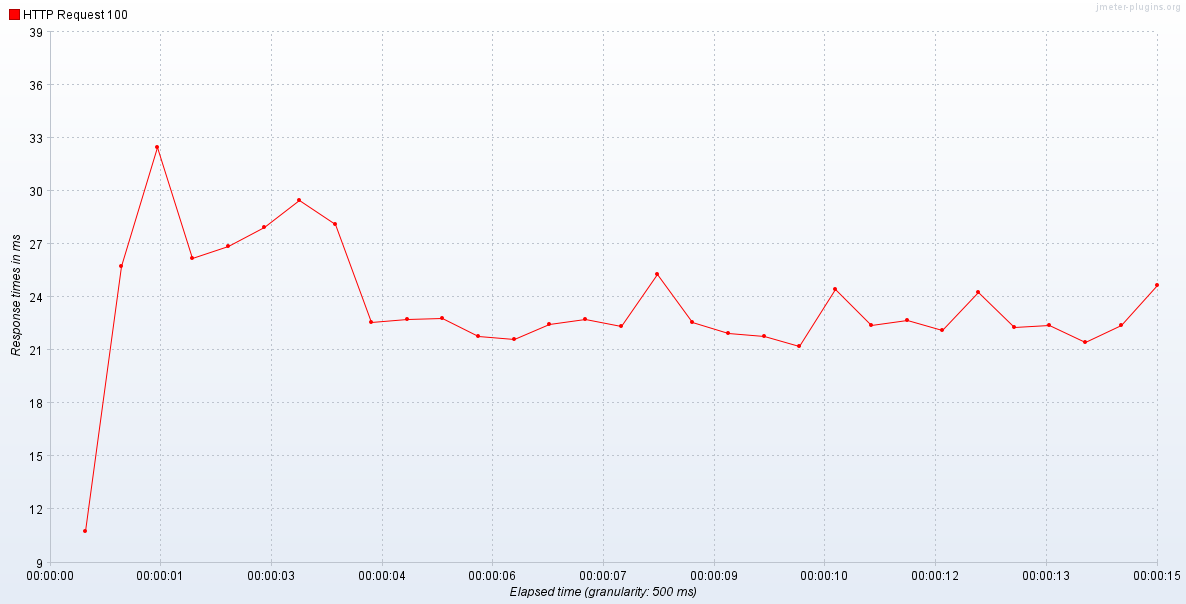 jmeter-plugins.org
HTTP Request 100
39
36
33
30
27
24
21
18
15
12
9
Response times in ms
00:00:00 00:00:01 00:00:03 00:00:04 00:00:06 00:00:07 00:00:09 00:00:10 00:00:12 00:00:13 00:00:15
Elapsed time (granularity: 500 ms)